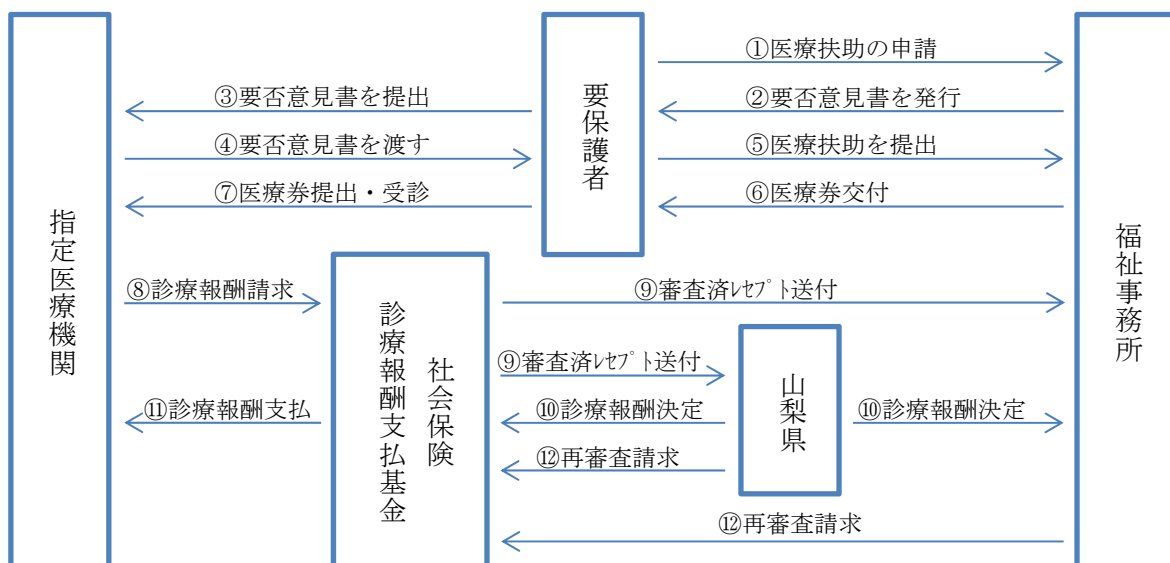 ①医療扶助の申請
③要否意見書を提出
②要否意見書を発行
④要否意見書を渡す
⑤医療扶助を提出
⑦医療券提出・受診
⑥医療券交付
要保護者
指定医療機関
福祉事務所
⑧診療報酬請求
⑨審査済ﾚｾﾌﾟﾄ送付
社会保険
診療報酬支払基金
⑨審査済ﾚｾﾌﾟﾄ送付
山梨県
⑪診療報酬支払
⑩診療報酬決定
⑩診療報酬決定
⑫再審査請求
⑫再審査請求